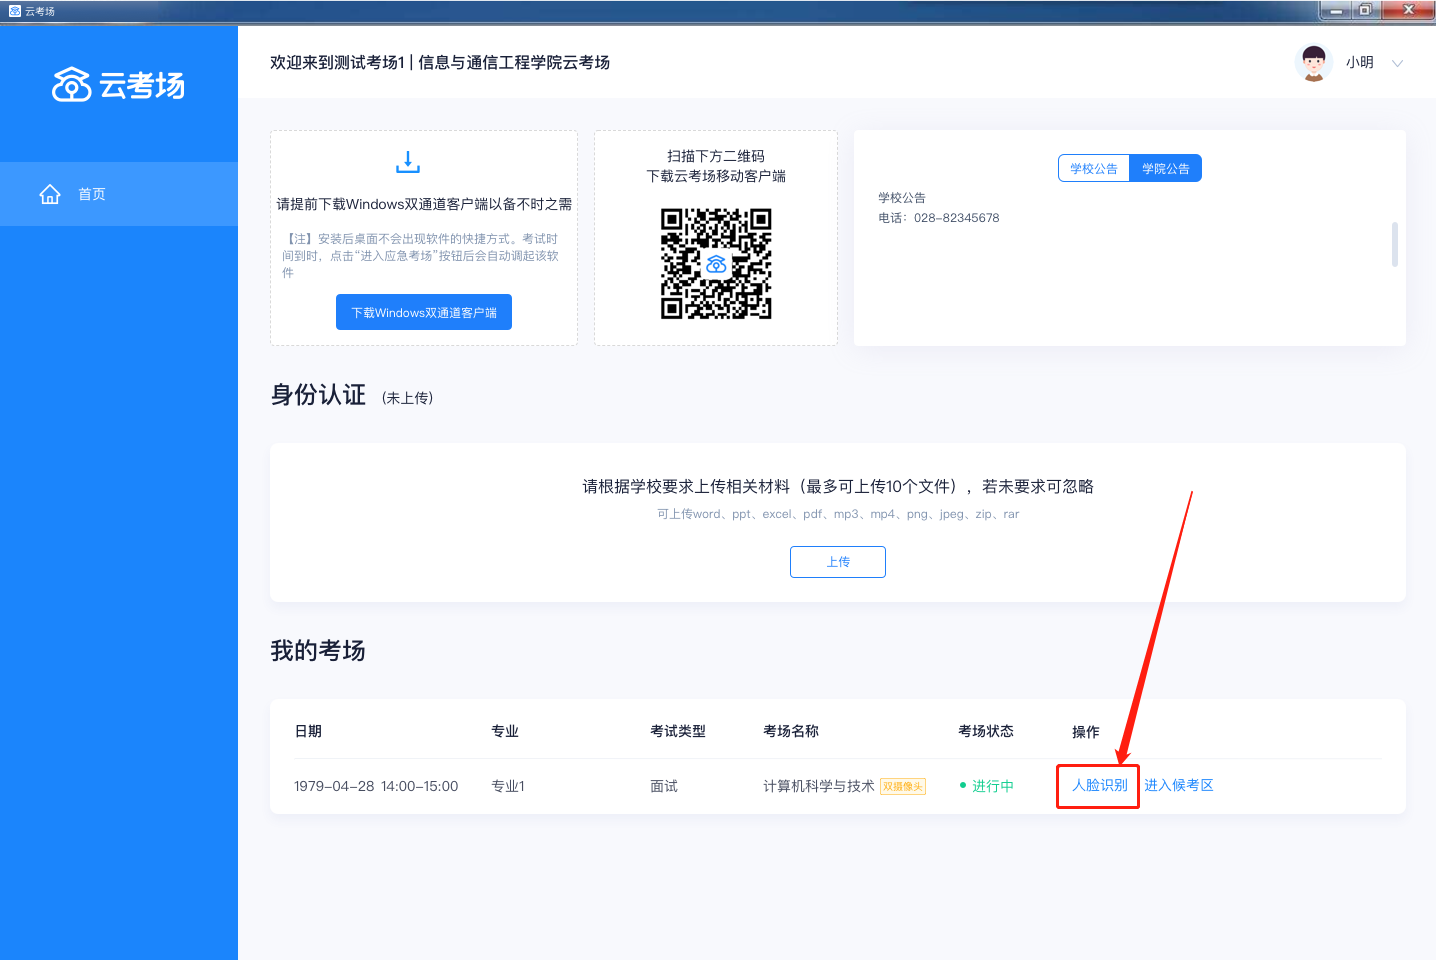 云考场
云考场
首页
欢迎来到测试考场1 | 信息与通信工程学院云考场
小明
请提前下载Windows双通道客户端以备不时之需
【注】安装后桌面不会出现软件的快捷方式。考试时
间到时，点击“进入应急考场”按钮后会自动调起该软
件
下载Windows双通道客户端
扫描下方二维码
下载云考场移动客户端
学校公告 学院公告
学校公告
电话：028-82345678
身份认证 (未上传)
请根据学校要求上传相关材料（最多可上传10个文件），若未要求可忽略
可上传word、ppt、excel、pdf、mp3、mp4、png、jpeg、zip、rar
上传
我的考场
日期 专业 考试类型 考场名称 考场状态 操作
1979-04-28 14:00-15:00 专业1 面试 计算机科学与技术 双摄像头 进行中 人脸识别 进入候考区